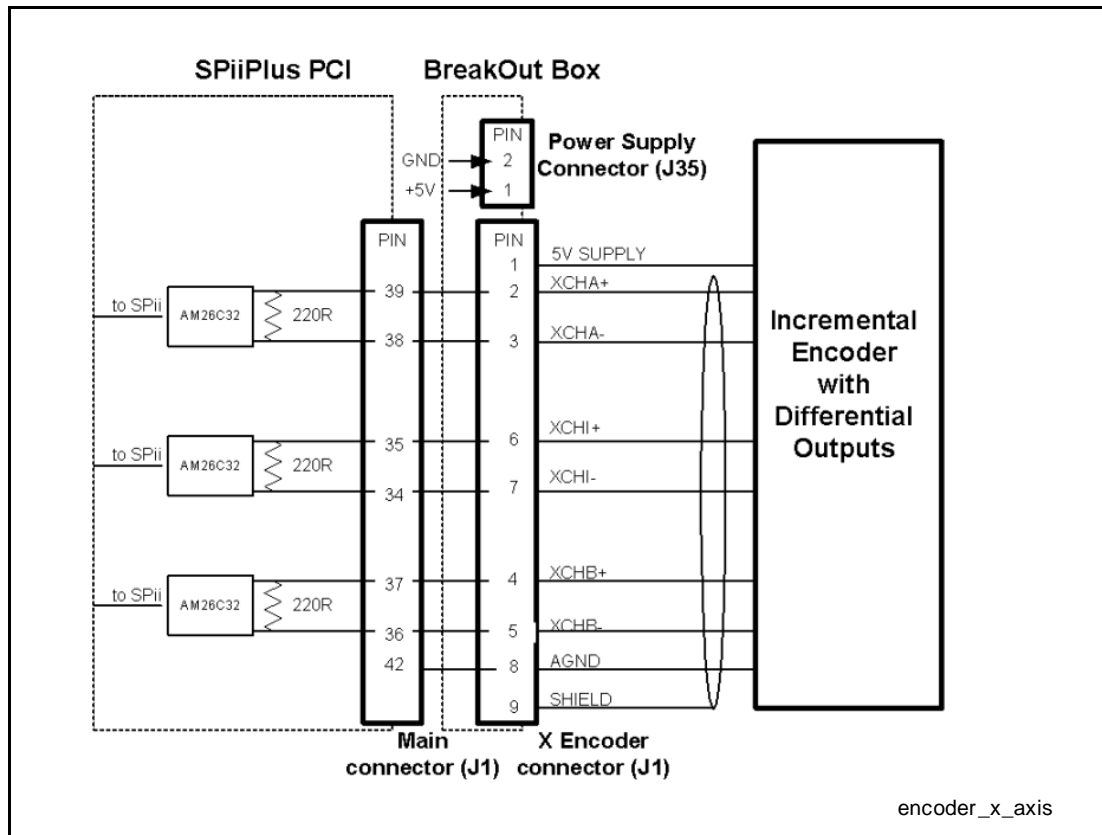 SPiiPlus PCI
BreakOut Box
PIN
2
1
GND
+5V
Power Supply
Connector (J35)
PIN
39
38
35
34
37
36
42
PIN
1
2
3
6
7
4
5
8
9
5V SUPPLY
XCHA+
XCHA-
XCHI+
XCHI-
XCHB+
XCHB-
AGND
SHIELD
to SPii
AM26C32
220R
to SPii
AM26C32
220R
to SPii
AM26C32
220R
Incremental
Encoder
with
Differential
Outputs
Main
connector (J1)
X Encoder
connector (J1)
encoder_x_axis